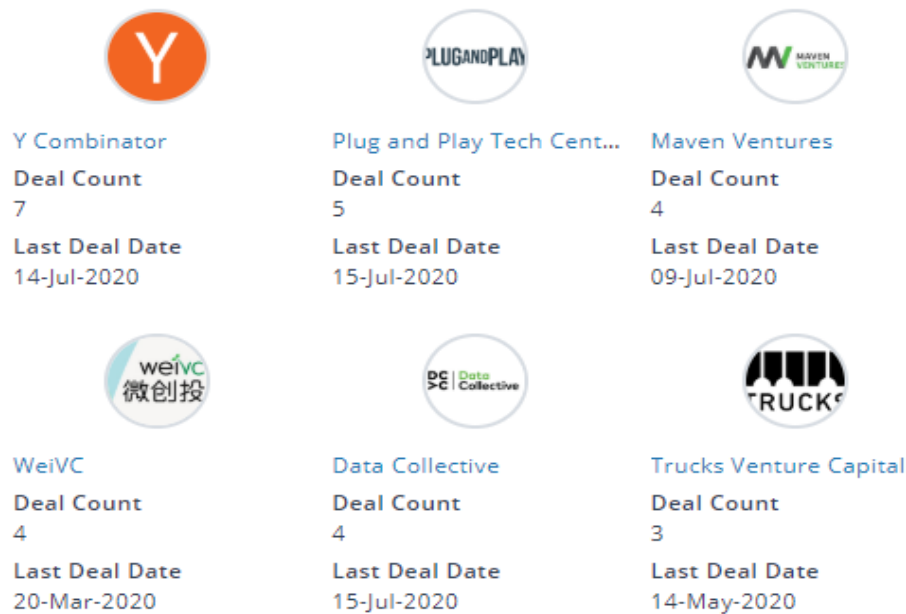 Y
PLUGANDPLAY
MAVEN
VENTURES
Y Combinator
Plug and Play Tech Cent...
Maven Ventures
Deal Count
Deal Count
Deal Count
7
5
4
Last Deal Date
Last Deal Date
Last Deal Date
14-Jul-2020
15-Jul-2020
09-Jul-2020
weivc
微创投
DC
VC
Data
Collective
TRUCKS
WeiVC
Data Collective
Trucks Venture Capital
Deal Count
Deal Count
Deal Count
4
4
3
Last Deal Date
Last Deal Date
Last Deal Date
20-Mar-2020
15-Jul-2020
14-May-2020